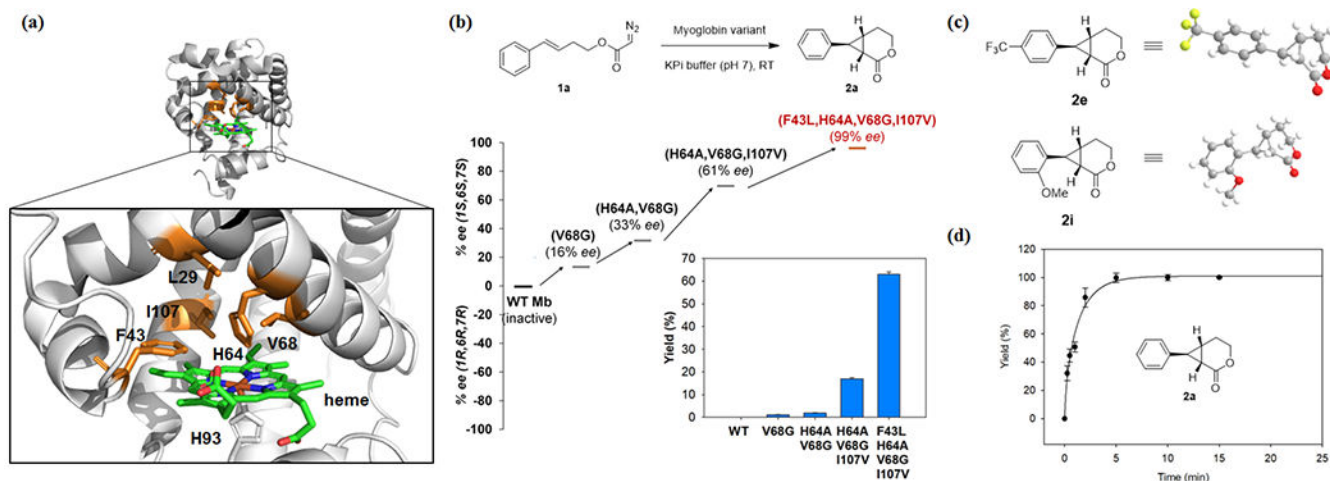 (a)
L29
I107
F43
H64
V68
heme
H93
(b)
N2
O
O
1a
Myoglobin variant
KPi buffer (pH 7), RT
H
H
O
O
2a
% ee (1S,6S,7S)
% ee (1R,6R,7R)
100
80
60
40
20
0
-20
-40
-60
-80
-100
WT Mb
(inactive)
(V68G)
(16% ee)
(H64A,V68G)
(33% ee)
(H64A,V68G,I107V)
(61% ee)
(F43L,H64A,V68G,I107V)
(99% ee)
Yield (%)
70
60
50
40
30
20
10
0
WT
V68G
H64A
V68G
H64A
V68G
I107V
F43L
H64A
V68G
I107V
(c)
F3C
H
H
O
O
2e
H
H
O
O
OMe
2i
(d)
Yield (%)
120
100
80
60
40
20
0
H
H
O
O
2a
0
5
10
15
20
25
Time (min)